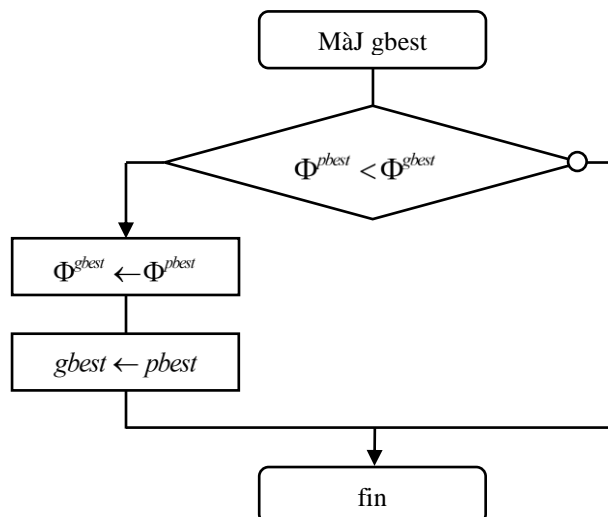 MàJ gbest
Φ^pbest < Φ^gbest
Φ^gbest ← Φ^pbest
gbest ← pbest
fin